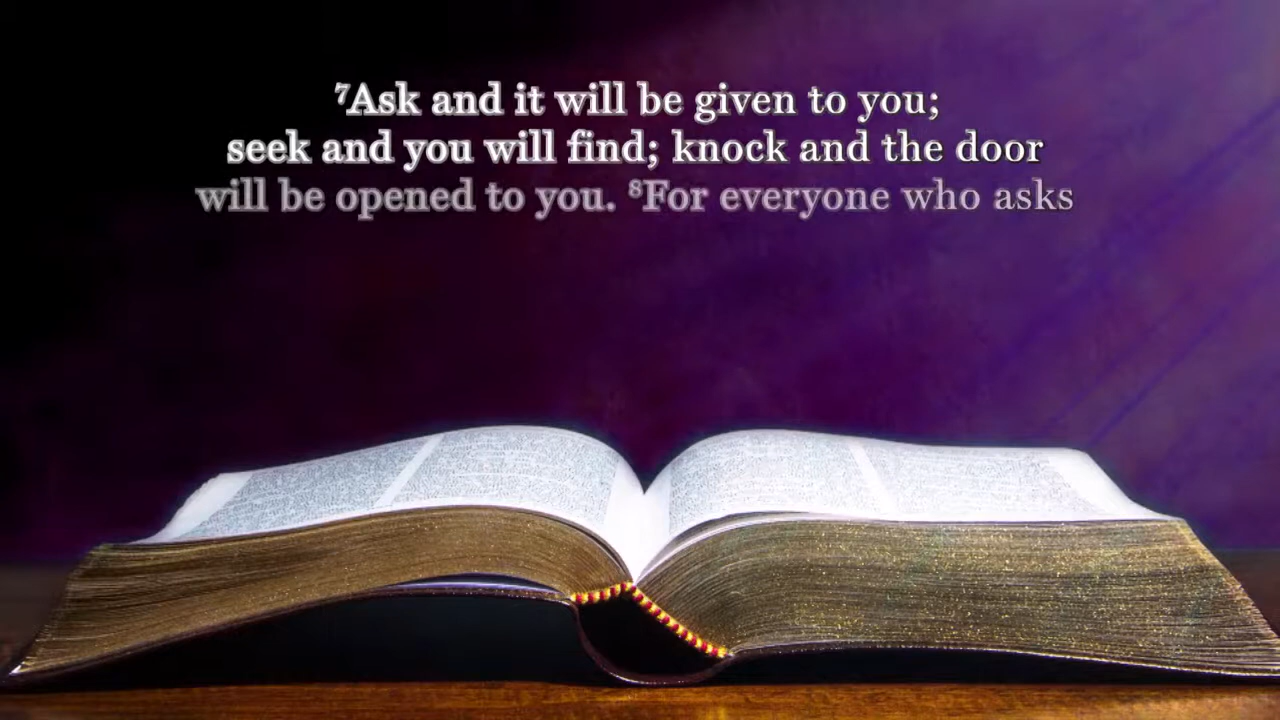 ⁷Ask and it will be given to you;
seek and you will find; knock and the door
will be opened to you. ⁸For everyone who asks